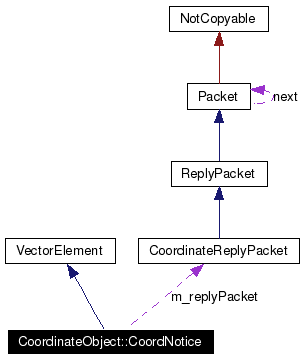 NotCopyable
Packet
next
ReplyPacket
VectorElement
CoordinateReplyPacket
m_replyPacket
CoordinateObject::CoordNotice